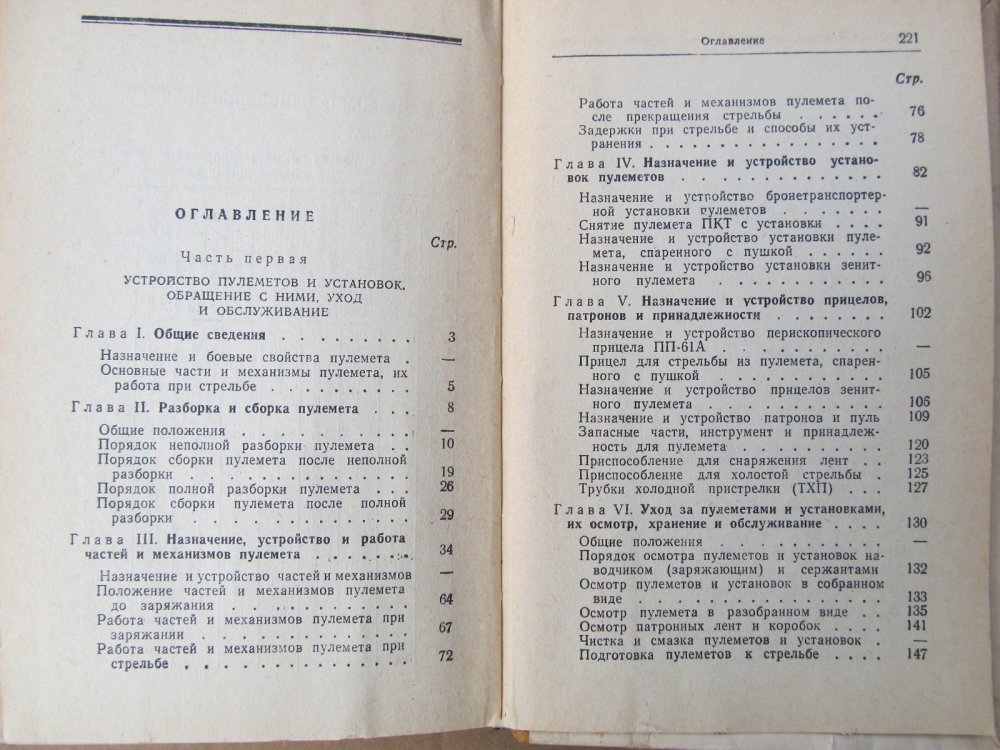 ОГЛАВЛЕНИЕ
Стр.
Часть первая
УСТРОЙСТВО ПУЛЕМЕТОВ И УСТАНОВОК,
ОБРАЩЕНИЕ С НИМИ, УХОД
И ОБСЛУЖИВАНИЕ
Глава I. Общие сведения . . . . . . . . 3
Назначение и боевые свойства пулемета . —
Основные части и механизмы пулемета, их
работа при стрельбе . . . . . . . . . 5
Глава II. Разборка и сборка пулемета . . . 8
Общие положения . . . . . . . . . . —
Порядок неполной разборки пулемета . . 10
Порядок сборки пулемета после неполной
разборки . . . . . . . . . . . . . 19
Порядок полной разборки пулемета . . . 26
Порядок сборки пулемета после полной
разборки . . . . . . . . . . . . . 29
Глава III. Назначение, устройство и работа
частей и механизмов пулемета . . . . . . 34
Назначение и устройство частей и механизмов —
Положение частей и механизмов пулемета
до заряжания . . . . . . . . . . . 64
Работа частей и механизмов пулемета при
заряжании . . . . . . . . . . . . . 67
Работа частей и механизмов пулемета при
стрельбе . . . . . . . . . . . . . 72
Оглавление 221
Стр.
Работа частей и механизмов пулемета по-
сле прекращения стрельбы . . . . . . 76
Задержки при стрельбе и способы их уст-
ранения . . . . . . . . . . . . . . 78
Глава IV. Назначение и устройство устано-
вок пулеметов . . . . . . . . . . . . . 82
Назначение и устройство бронетранспортер-
ной установки пулеметов . . . . . . . —
Снятие пулемета ПКТ с установки . . . . 91
Назначение и устройство установки пуле-
мета, спаренного с пушкой . . . . . . 92
Назначение и устройство установки зенит-
ного пулемета . . . . . . . . . . . 96
Глава V. Назначение и устройство прицелов,
патронов и принадлежности . . . . . . . 102
Назначение и устройство перископического
прицела ПП-61А . . . . . . . . . . . —
Прицел для стрельбы из пулемета, спарен-
ного с пушкой . . . . . . . . . . . 105
Назначение и устройство прицелов зенит-
ного пулемета . . . . . . . . . . . 106
Назначение и устройство патронов и пуль 109
Запасные части, инструмент и принадлеж-
ность для пулемета . . . . . . . . . 120
Приспособление для снаряжения лент . . 123
Приспособление для холостой стрельбы . 125
Трубки холодной пристрелки (ТХП) . . . 127
Глава VI. Уход за пулеметами и установками,
их осмотр, хранение и обслуживание . . . . 130
Общие положения . . . . . . . . . . —
Порядок осмотра пулеметов и установок на-
водчиком (заряжающим) и сержантами 132
Осмотр пулеметов и установок в собранном
виде . . . . . . . . . . . . . . . 133
Осмотр пулемета в разобранном виде . . 135
Осмотр патронных лент и коробок . . . . 141
Чистка и смазка пулеметов и установок . —
Подготовка пулеметов к стрельбе . . . . 147